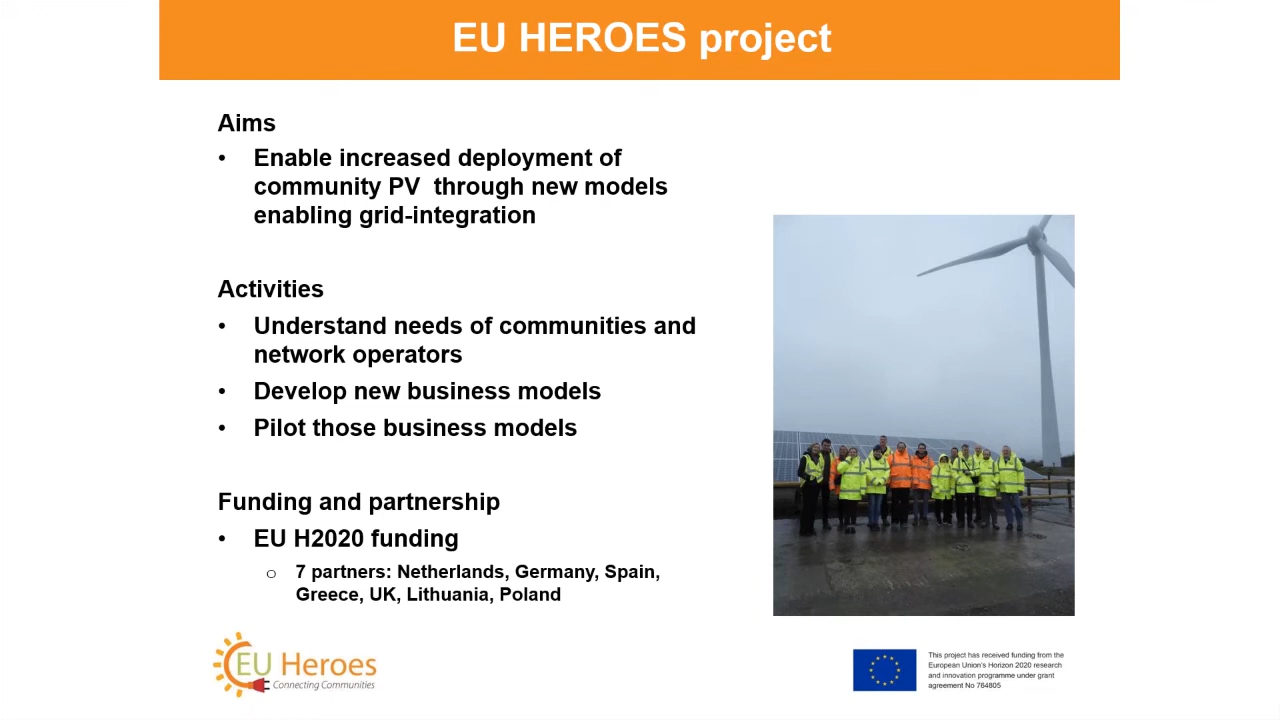 EU HEROES project
Aims
• Enable increased deployment of
community PV  through new models
enabling grid-integration
Activities
• Understand needs of communities and
network operators
• Develop new business models
• Pilot those business models
Funding and partnership
• EU H2020 funding
o 7 partners: Netherlands, Germany, Spain,
Greece, UK, Lithuania, Poland
EU Heroes
Connecting Communities
This project has received funding from the
European Union's Horizon 2020 research
and innovation programme under grant
agreement No 764805